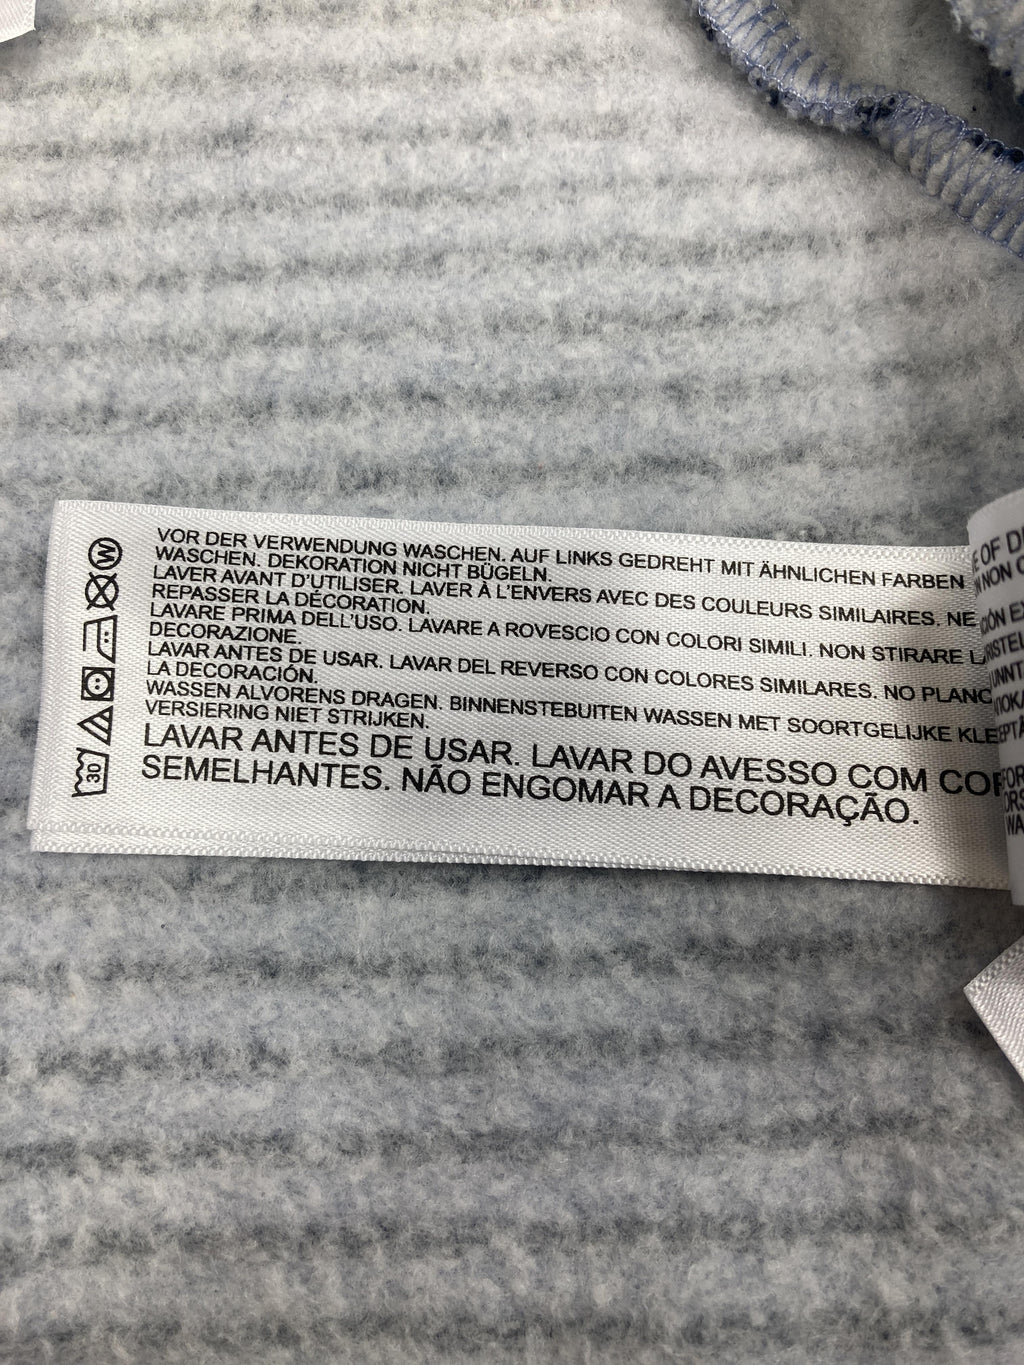 VOR DER VERWENDUNG WASCHEN. AUF LINKS GEDREHT MIT ÄHNLICHEN FARBEN
WASCHEN. DEKORATION NICHT BÜGELN.
LAVER AVANT D'UTILISER. LAVER À L'ENVERS AVEC DES COULEURS SIMILAIRES. NE
REPASSER LA DÉCORATION.
LAVARE PRIMA DELL'USO. LAVARE A ROVESCIO CON COLORI SIMILI. NON STIRARE
DECORAZIONE.
LAVAR ANTES DE USAR. LAVAR DEL REVERSO CON COLORES SIMILARES. NO
LA DECORACIÓN.
WASSEN ALVORENS DRAGEN. BINNENSTEBUITEN WASSEN MET SOORTGELIJKE
VERSIERING NIET STRIJKEN.
LAVAR ANTES DE USAR. LAVAR DO AVESSO COM
SEMELHANTES. NÃO ENGOMAR A DECORAÇÃO.
W
30
OF
NON